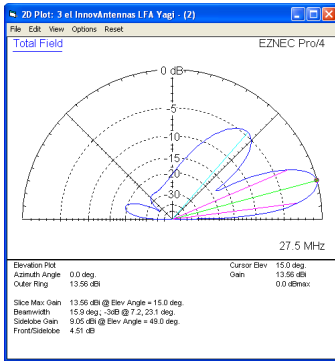 2D Plot: 3 el InnovAntennas LFA Yagi - (2)
File Edit View Options Reset
Total Field
EZNEC Pro/4
0 dB
-5
-10
-15
-20
-30
27.5 MHz
Elevation Plot
Cursor Elev 15.0 deg.
Azimuth Angle 0.0 deg.
Gain 13.56 dBi
Outer Ring 13.56 dBi
0.0 dBmax
Slice Max Gain 13.56 dBi @ Elev Angle = 15.0 deg.
Beamwidth 15.9 deg.; -3dB @ 7.2, 23.1 deg.
Sidelobe Gain 9.05 dBi @ Elev Angle = 49.0 deg.
Front/Sidelobe 4.51 dB